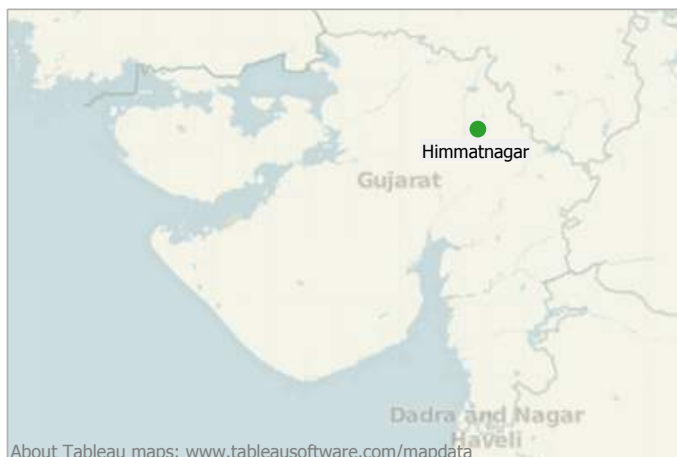 Himmatnagar
Gujarat
Dadra and Nagar
Haveli
About Tableau maps: www.tableausoftware.com/mapdata